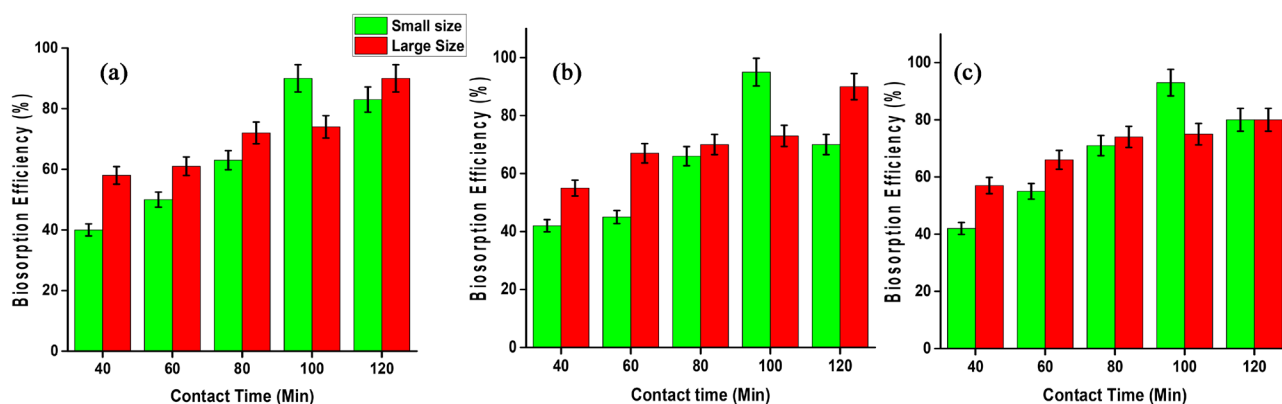 Small size
Large Size
(a)
Biosorption Efficiency (%)
100
80
60
40
20
0
40 60 80 100 120
Contact Time (Min)
(b)
Biosorption Efficiency (%)
100
80
60
40
20
0
40 60 80 100 120
Contact time (Min)
(c)
Biosorption Efficiency (%)
100
80
60
40
20
0
40 60 80 100 120
Contact Time (Min)